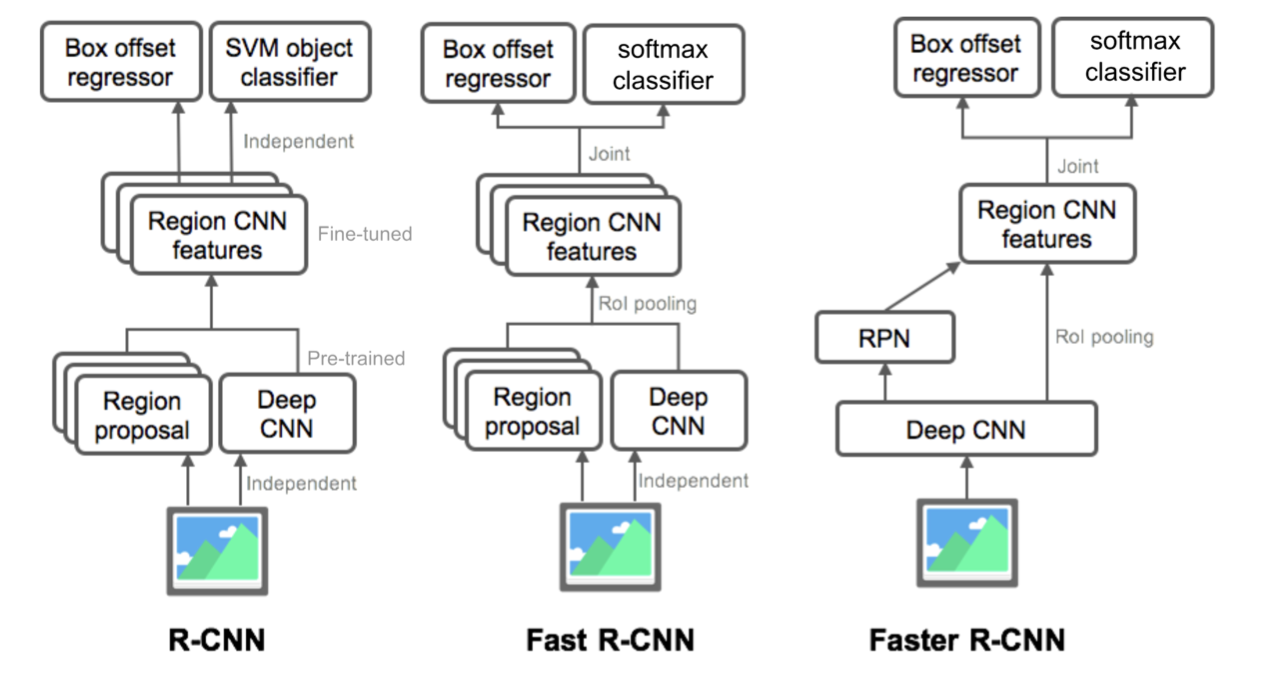 Box offset
regressor
SVM object
classifier
Independent
Region CNN
features
Fine-tuned
Pre-trained
Region
proposal
Deep
CNN
Independent
R-CNN
Box offset
regressor
softmax
classifier
Joint
Region CNN
features
RoI pooling
Region
proposal
Deep
CNN
Independent
Fast R-CNN
Box offset
regressor
softmax
classifier
Joint
Region CNN
features
RPN
RoI pooling
Deep CNN
Faster R-CNN